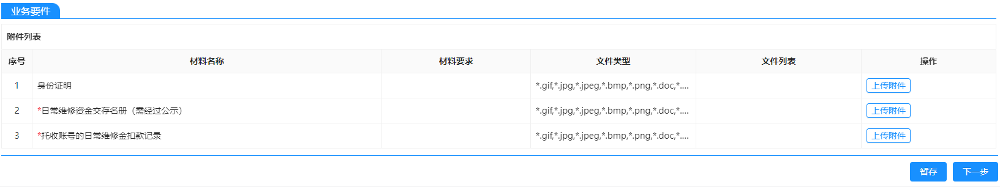 业务要件
附件列表
序号 材料名称 材料要求 文件类型 文件列表 操作
1 身份证明 *.gif,*.jpg,*.jpeg,*.bmp,*.png,*.doc,*.... 上传附件
2 *日常维修资金交存名册（需经过公示） *.gif,*.jpg,*.jpeg,*.bmp,*.png,*.doc,*.... 上传附件
3 *托收账号的日常维修金扣款记录 *.gif,*.jpg,*.jpeg,*.bmp,*.png,*.doc,*.... 上传附件
暂存 下一步